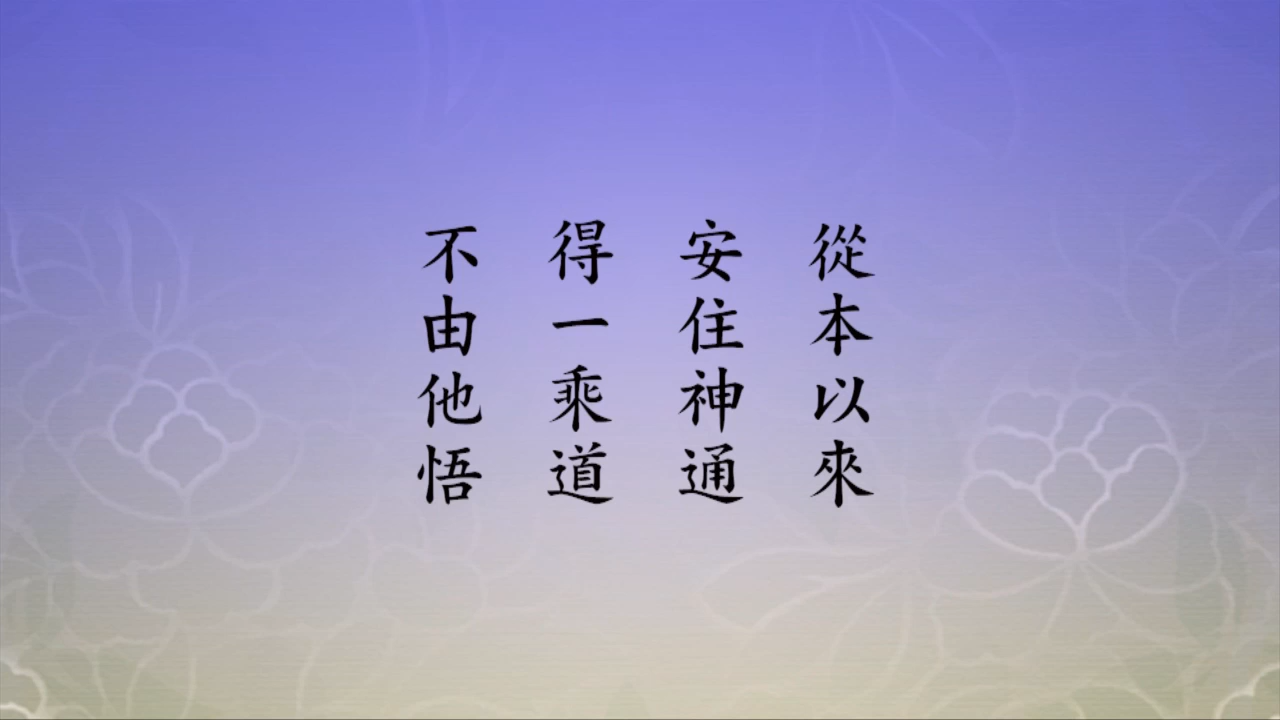 從本以來
安住神通
得一乘道
不由他悟